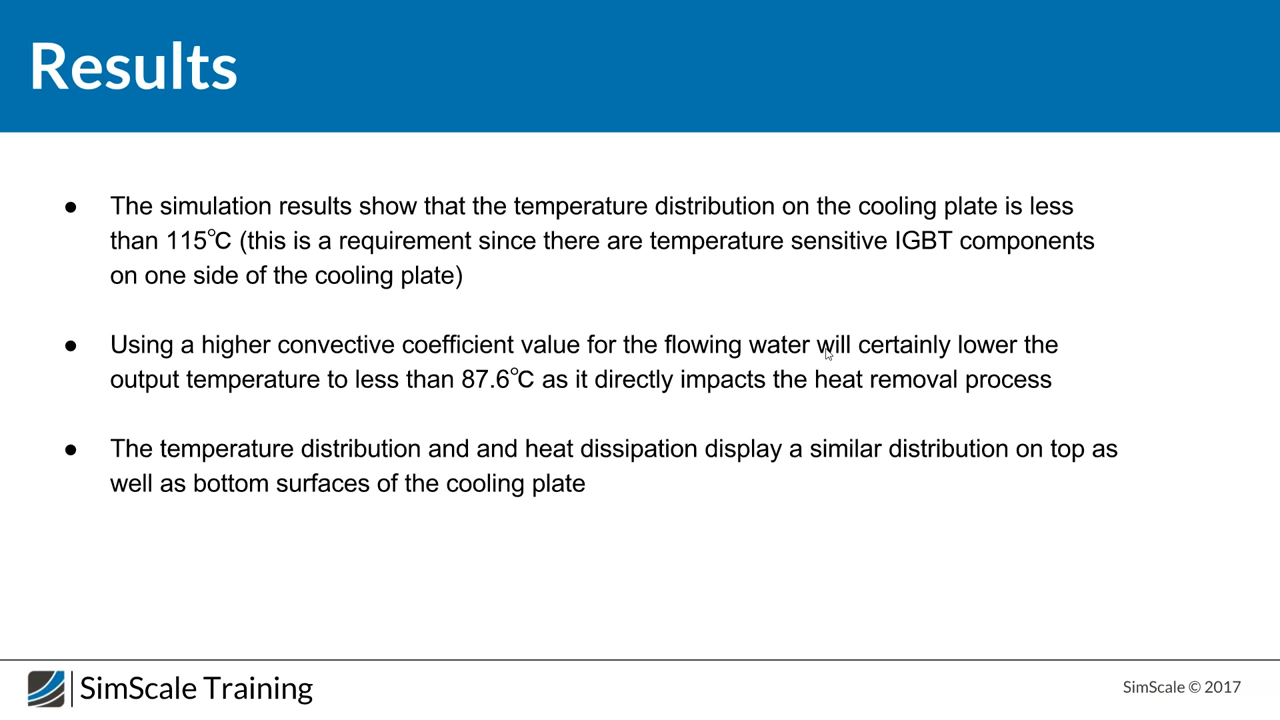 Results
● The simulation results show that the temperature distribution on the cooling plate is less
than 115℃ (this is a requirement since there are temperature sensitive IGBT components
on one side of the cooling plate)
● Using a higher convective coefficient value for the flowing water will certainly lower the
output temperature to less than 87.6℃ as it directly impacts the heat removal process
● The temperature distribution and and heat dissipation display a similar distribution on top as
well as bottom surfaces of the cooling plate
SimScale Training
SimScale © 2017